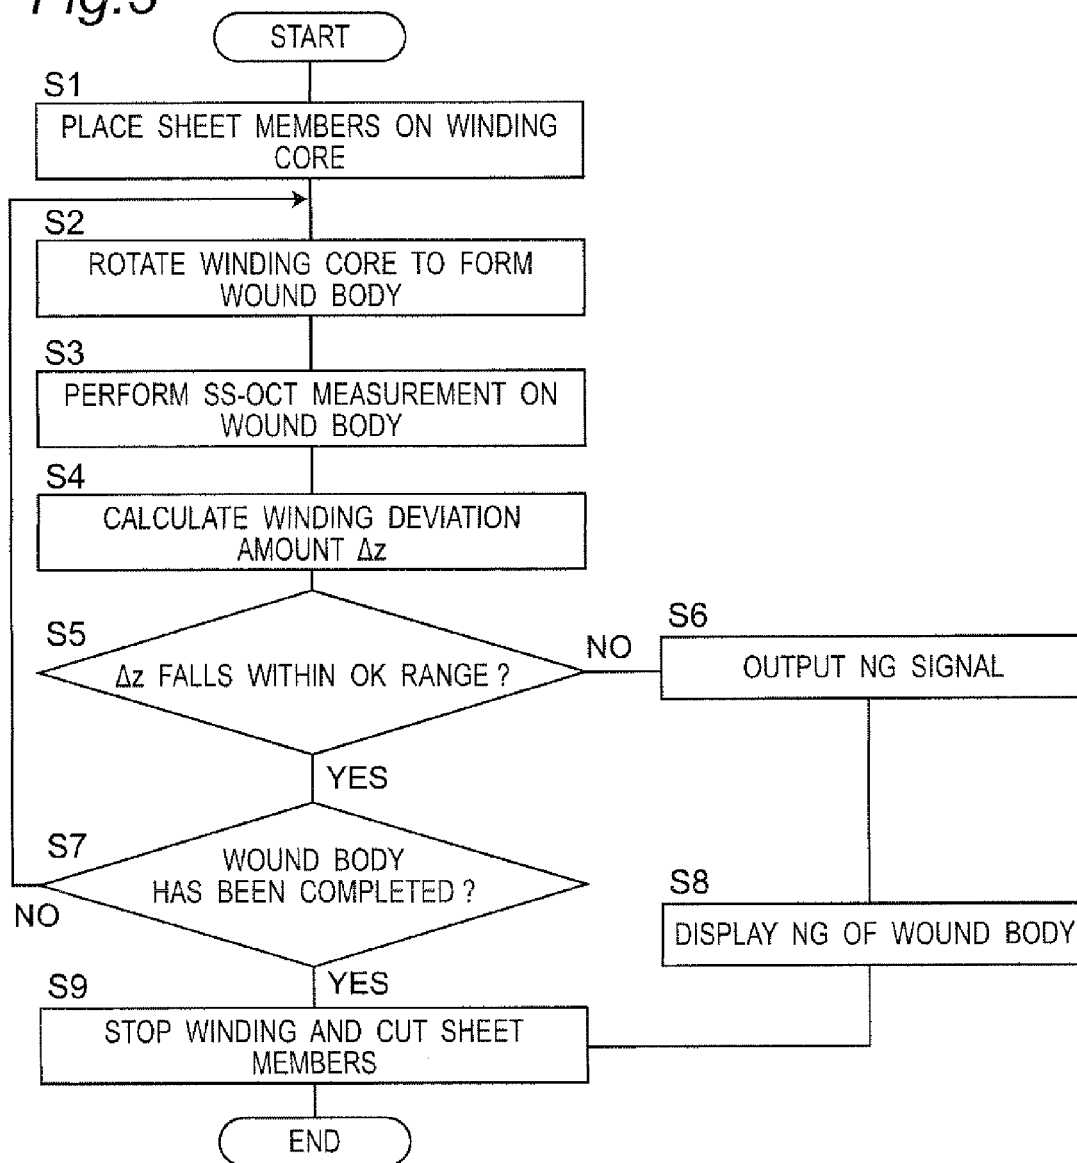 START
S1
PLACE SHEET MEMBERS ON WINDING
CORE
S2
ROTATE WINDING CORE TO FORM
WOUND BODY
S3
PERFORM SS-OCT MEASUREMENT ON
WOUND BODY
S4
CALCULATE WINDING DEVIATION
AMOUNT Δz
S5
Δz FALLS WITHIN OK RANGE ?
NO
S6
OUTPUT NG SIGNAL
YES
S7
WOUND BODY
HAS BEEN COMPLETED ?
NO
S8
DISPLAY NG OF WOUND BODY
YES
S9
STOP WINDING AND CUT SHEET
MEMBERS
END